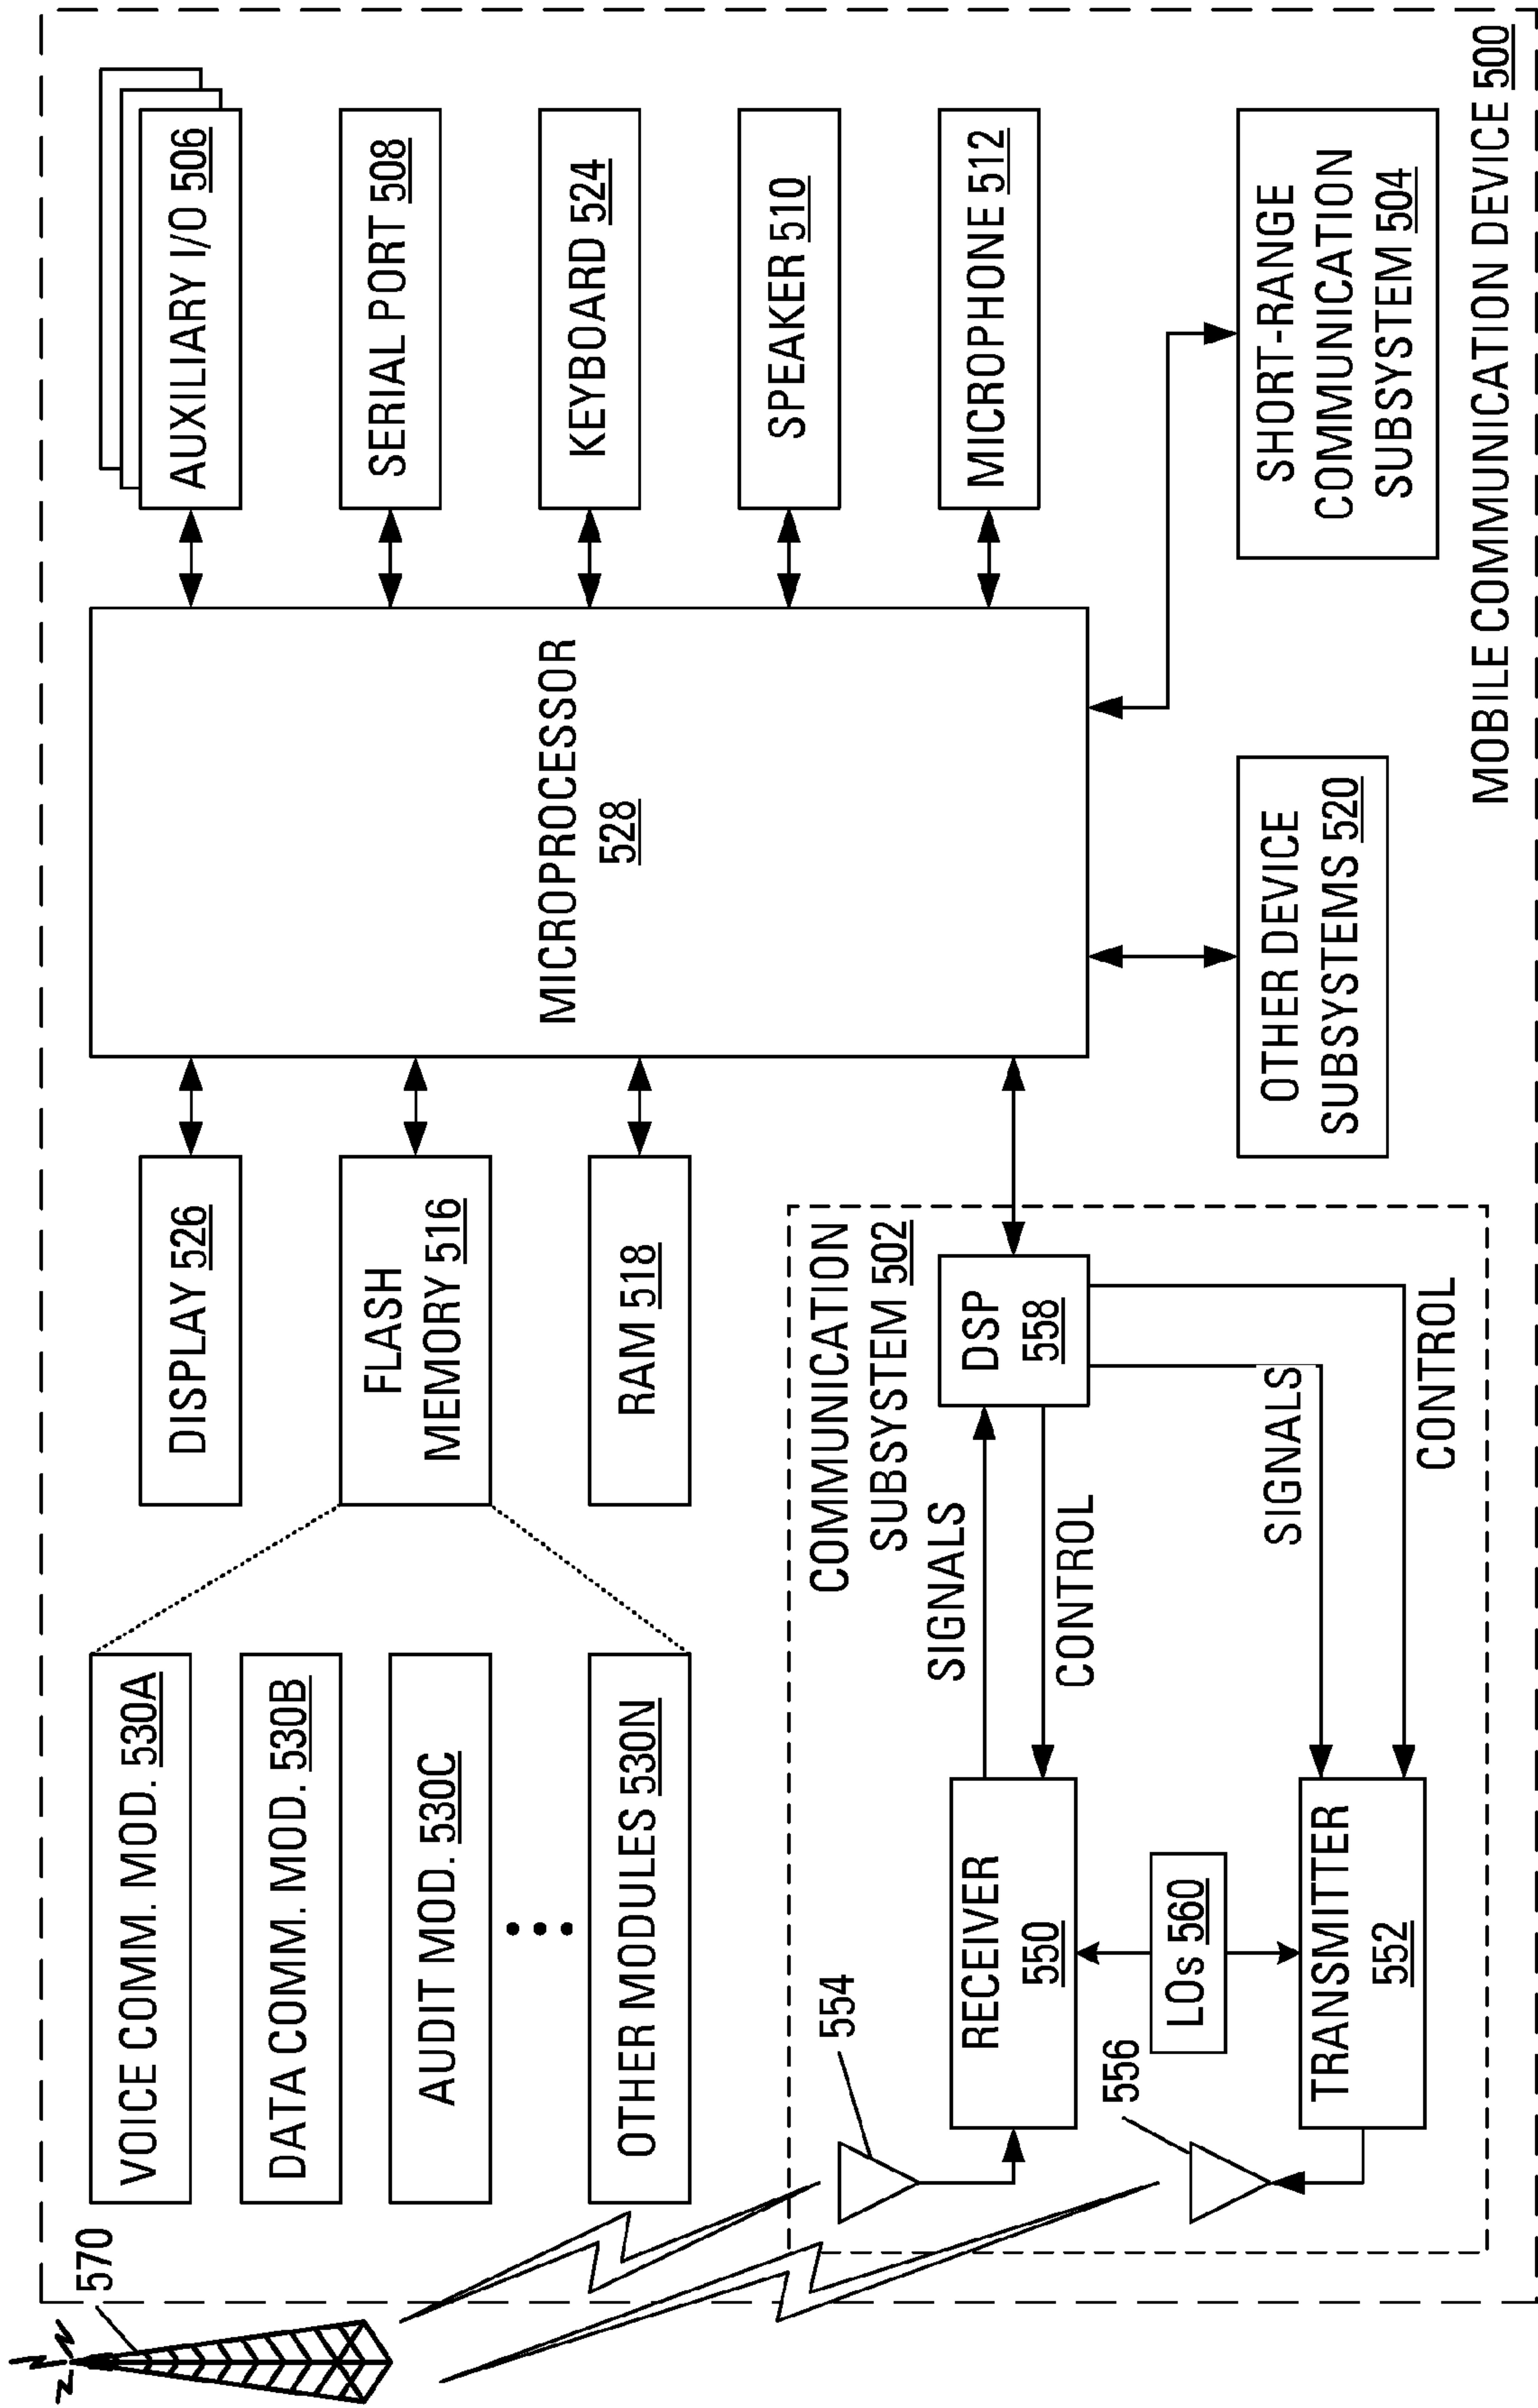 570
VOICE COMM. MOD. 530A
DATA COMM. MOD. 530B
AUDIT MOD. 530C
OTHER MODULES 530N
DISPLAY 526
FLASH
MEMORY 516
RAM 518
MICROPROCESSOR
528
AUXILIARY I/O 506
SERIAL PORT 508
KEYBOARD 524
SPEAKER 510
MICROPHONE 512
COMMUNICATION
SUBSYSTEM 502
554
RECEIVER
550
SIGNALS
CONTROL
DSP
558
LOs 560
556
TRANSMITTER
552
SIGNALS
CONTROL
OTHER DEVICE
SUBSYSTEMS 520
SHORT-RANGE
COMMUNICATION
SUBSYSTEM 504
MOBILE COMMUNICATION DEVICE 500